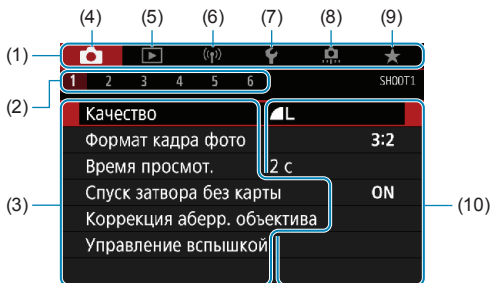 (4) (5) (6) (7) (8) (9)
(1)
(2) 1 2 3 4 5 6 SHOOT1
Качество L
Формат кадра фото 3:2
Время просмот. 2 с
(3) Спуск затвора без карты ON (10)
Коррекция аберр. объектива
Управление вспышкой